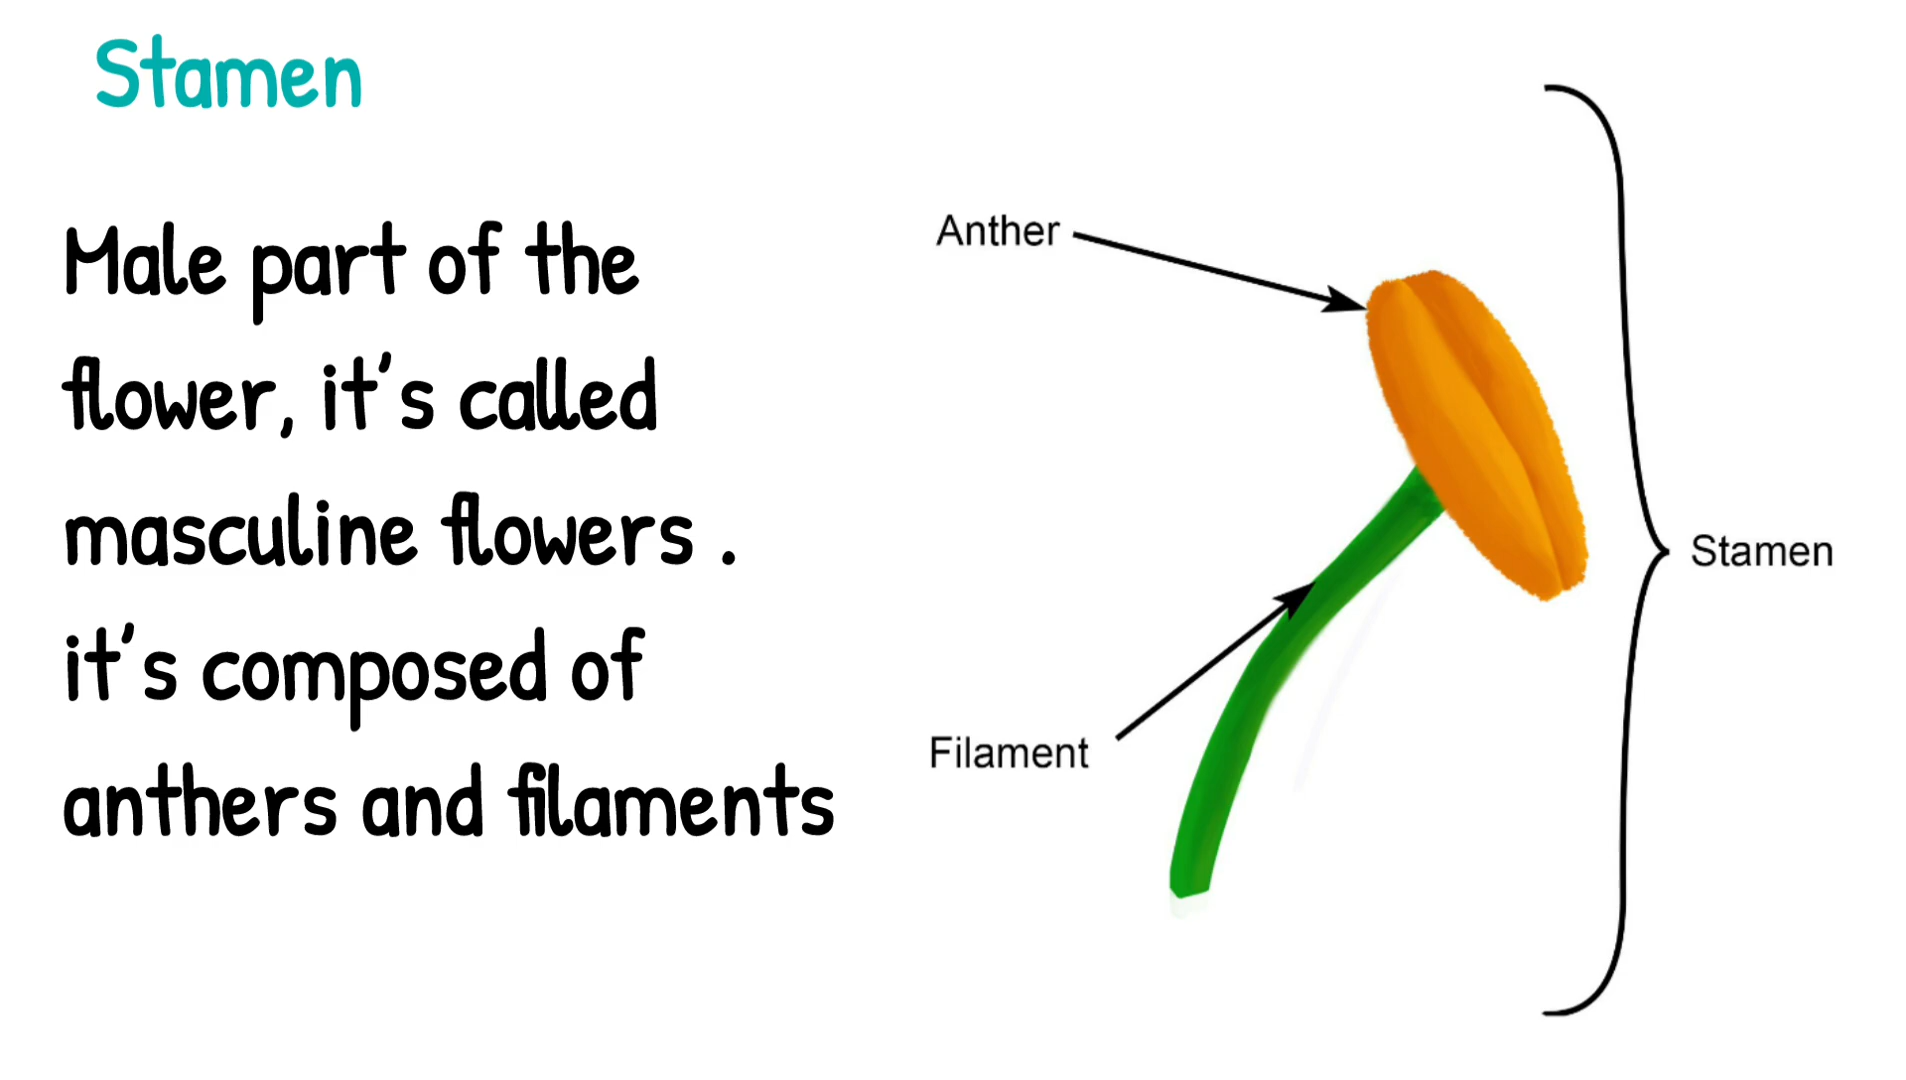 Stamen
Male part of the
flower, it's called
masculine flowers .
it's composed of
anthers and filaments
Anther
Filament
Stamen